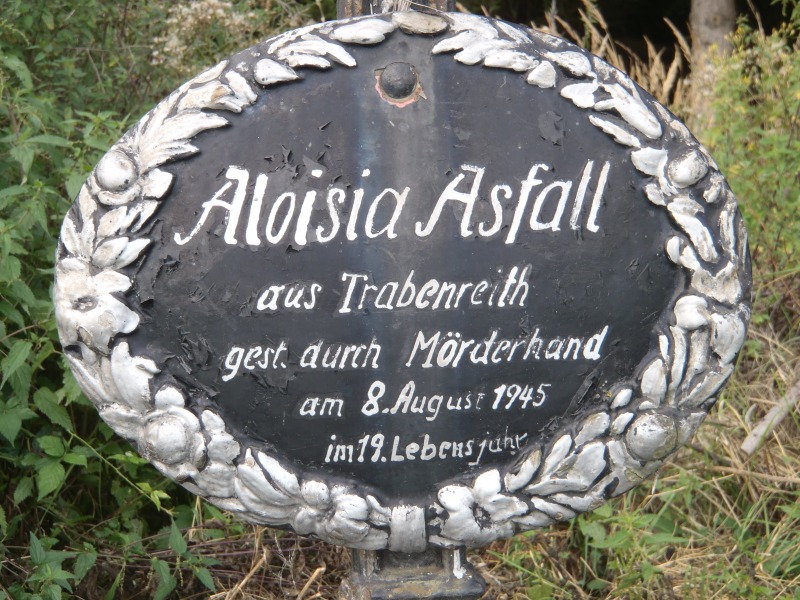 Aloisia Asfall
aus Trabenreith
gest. durch Mörderhand
am 8. August 1945
im 19. Lebensjahr